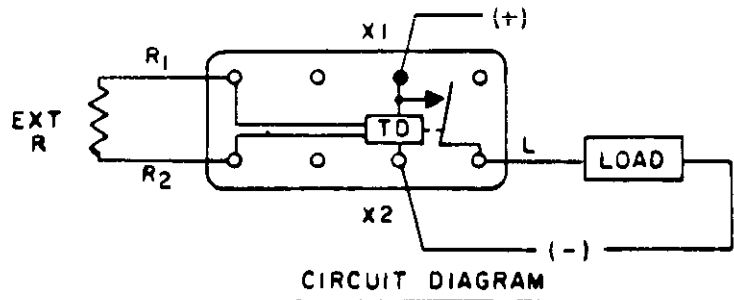 X1
(+)
R1
EXT
R
TD
R2
L
LOAD
X2
(-)
CIRCUIT DIAGRAM